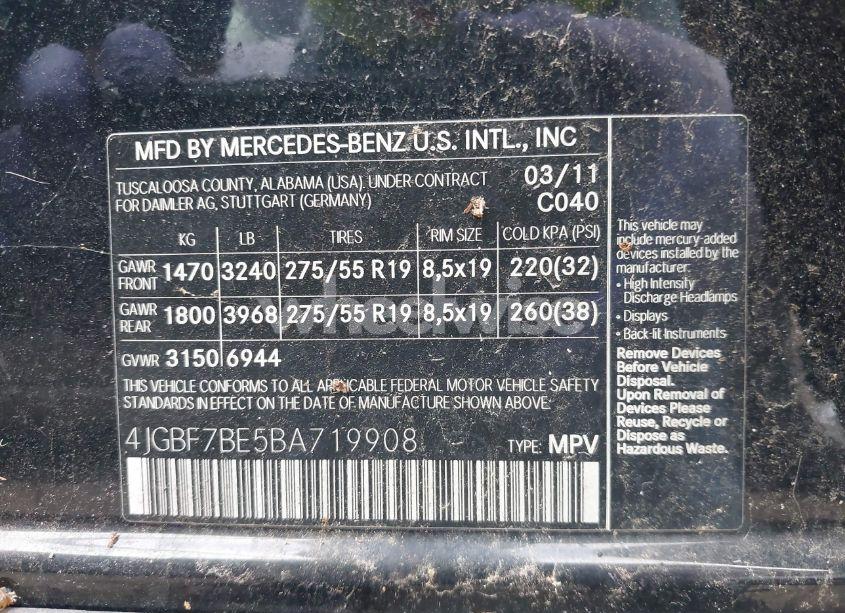 MFD BY MERCEDES-BENZ U.S. INTL., INC
TUSCALOOSA COUNTY, ALABAMA (USA) UNDER CONTRACT 03/11
FOR DAIMLER AG, STUTTGART (GERMANY) C040
KG LB TIRES RIM SIZE COLD KPA (PSI)
GAWR FRONT 1470 3240 275/55 R19 8,5x19 220(32)
GAWR REAR 1800 3968 275/55 R19 8,5x19 260(38)
GVWR 3150 6944
THIS VEHICLE CONFORMS TO ALL APPLICABLE FEDERAL MOTOR VEHICLE SAFETY
STANDARDS IN EFFECT ON THE DATE OF MANUFACTURE SHOWN ABOVE.
4JGBF7BE5BA719908 TYPE: MPV
This vehicle may
include mercury-added
devices installed by the
manufacturer:
• High Intensity
Discharge Headlamps
• Displays
• Back-lit-Instruments
Remove Devices
Before Vehicle
Disposal.
Upon Removal of
Devices Please
Reuse, Recycle or
Dispose as
Hazardous Waste.
wheelwise